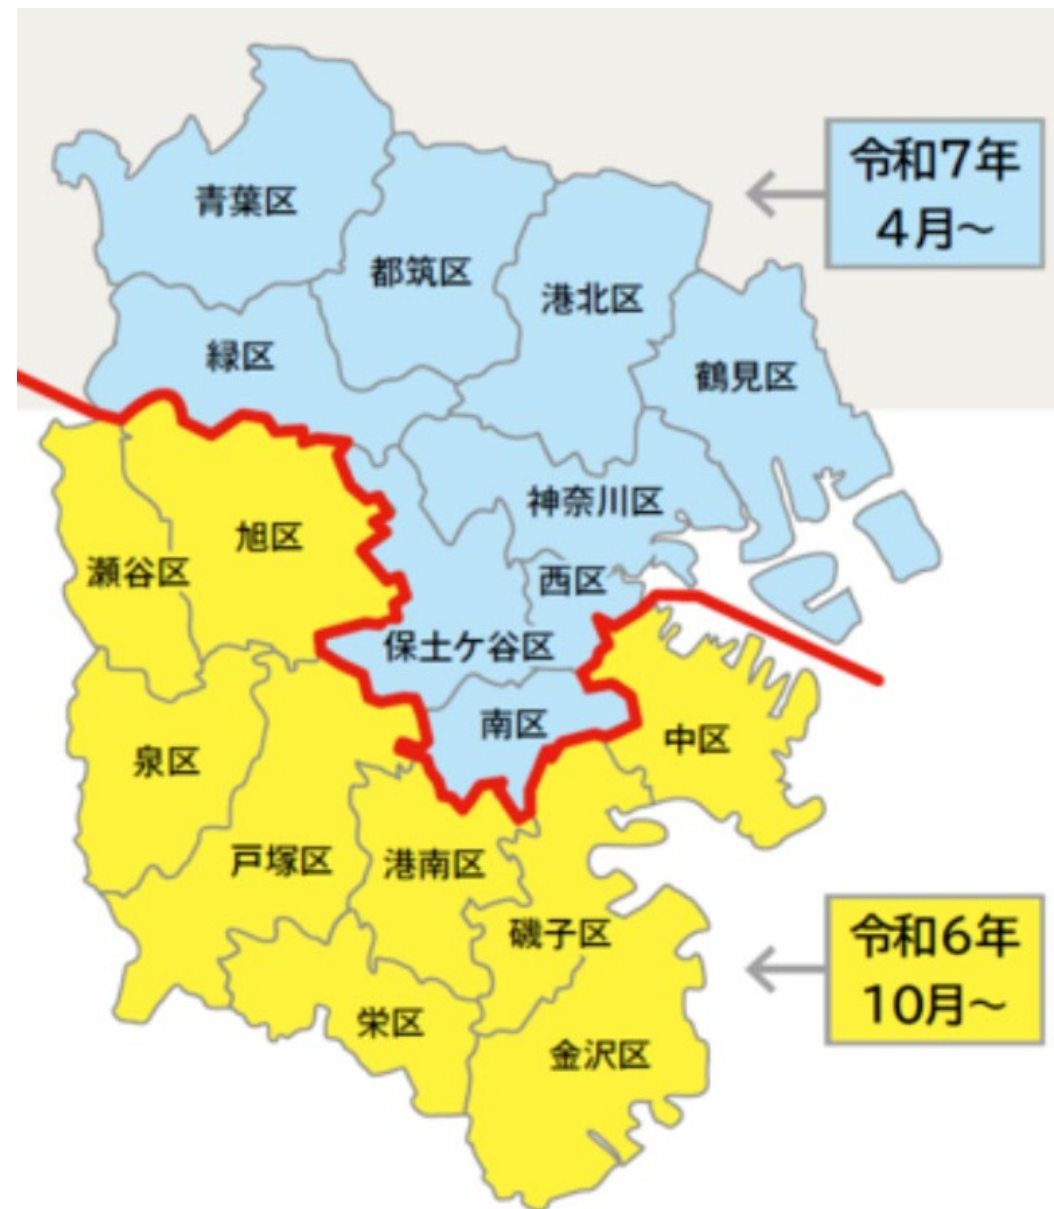 令和7年
4月～
青葉区
都筑区
港北区
緑区
鶴見区
神奈川区
旭区
瀬谷区
西区
保土ケ谷区
南区
中区
泉区
戸塚区
港南区
磯子区
令和6年
10月～
栄区
金沢区